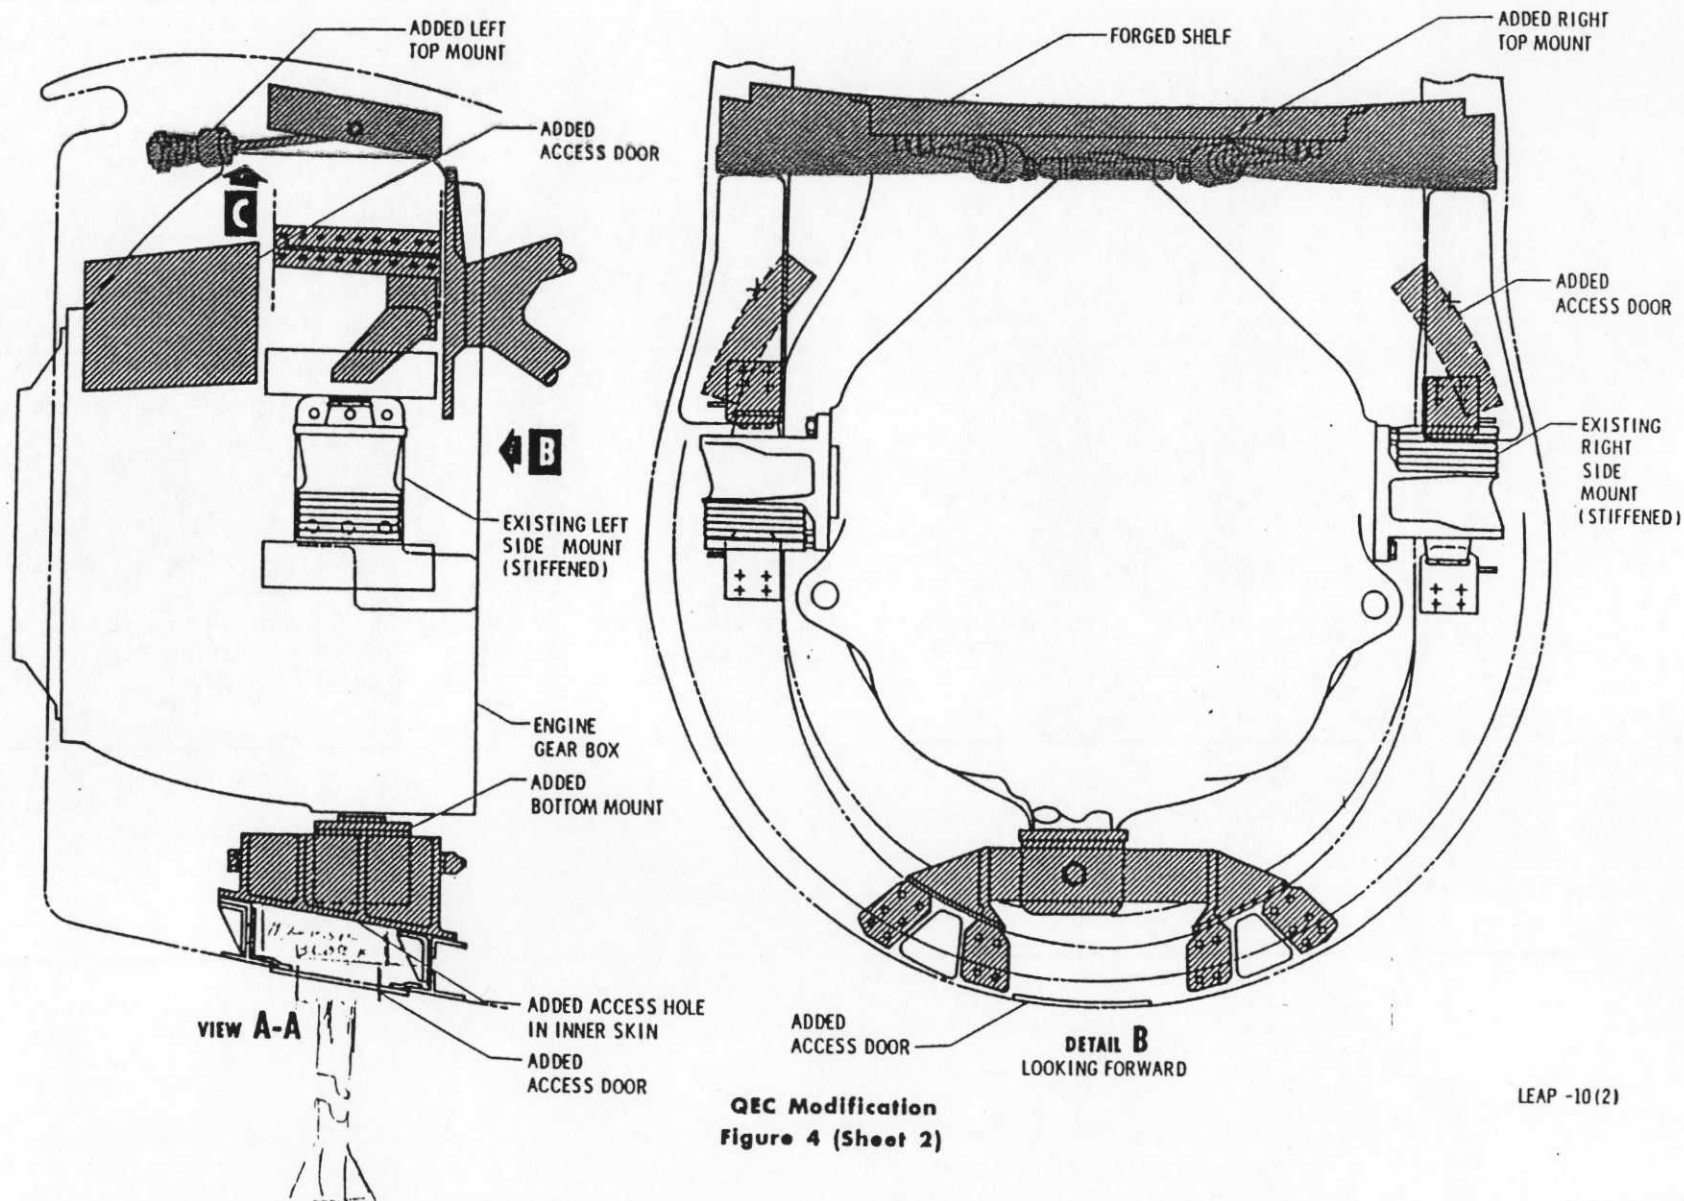 ADDED LEFT
TOP MOUNT
ADDED
ACCESS DOOR
C
B
EXISTING LEFT
SIDE MOUNT
(STIFFENED)
ENGINE
GEAR BOX
ADDED
BOTTOM MOUNT
BLOCK
ADDED ACCESS HOLE
IN INNER SKIN
ADDED
ACCESS DOOR
VIEW A-A
FORGED SHELF
ADDED RIGHT
TOP MOUNT
ADDED
ACCESS DOOR
EXISTING
RIGHT
SIDE
MOUNT
(STIFFENED)
ADDED
ACCESS DOOR
DETAIL B
LOOKING FORWARD
QEC Modification
Figure 4 (Sheet 2)
LEAP -10(2)